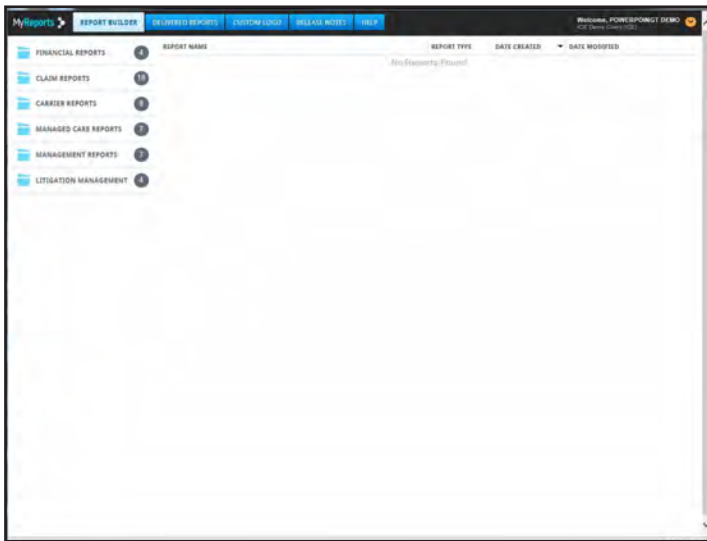 MyReports REPORT BUILDER DELIVERED REPORTS CUSTOM LOGO RELEASE NOTES HELP Welcome, POWERPOINGT DEMO
REPORT NAME REPORT TYPE DATE CREATED DATE MODIFIED
No Reports Found
FINANCIAL REPORTS 4
CLAIM REPORTS
CARRIER REPORTS
MANAGED CARE REPORTS 7
MANAGEMENT REPORTS 7
LITIGATION MANAGEMENT 4